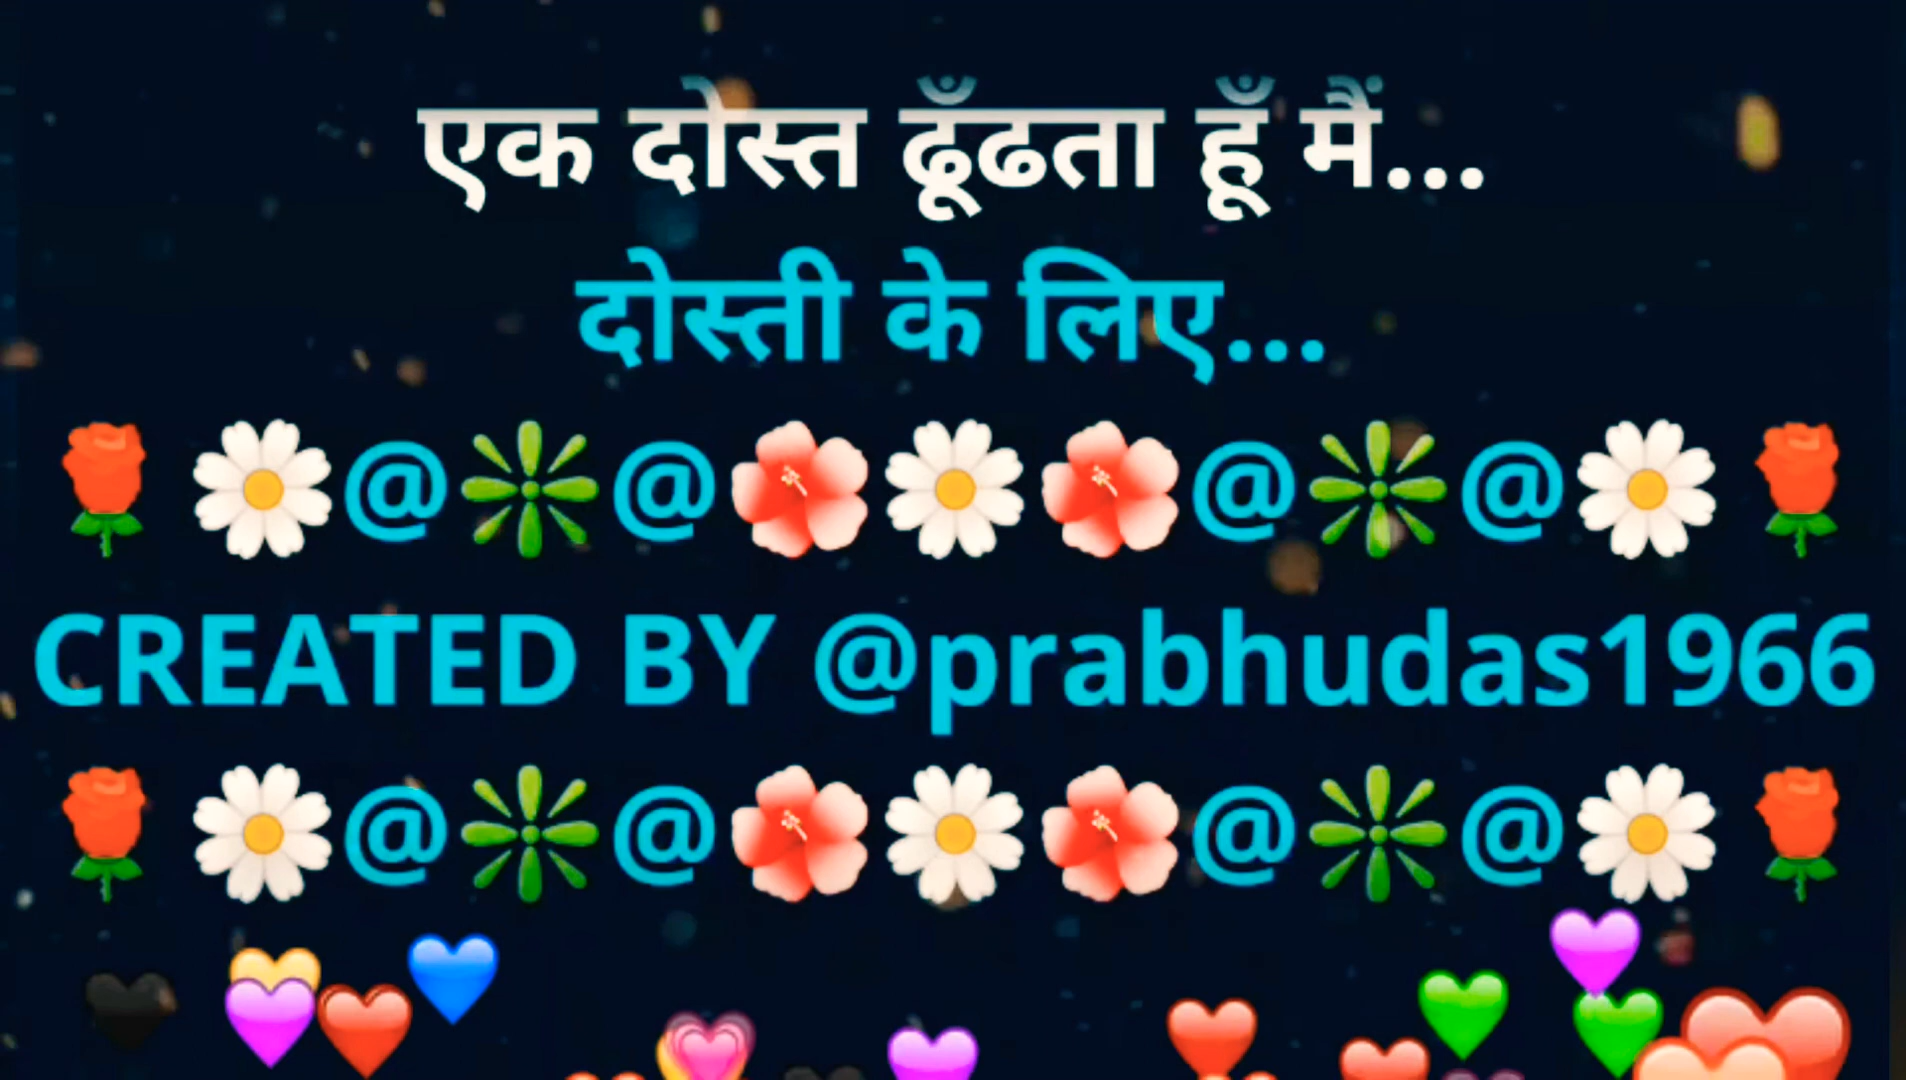 एक दोस्त ढूँढता हूँ मैं...
दोस्ती के लिए...
🌹 🌼@❇@🌺🌼🌺@❇@🌼 🌹
CREATED BY @prabhudas1966
🌹 🌼@❇@🌺🌼🌺@❇@🌼 🌹